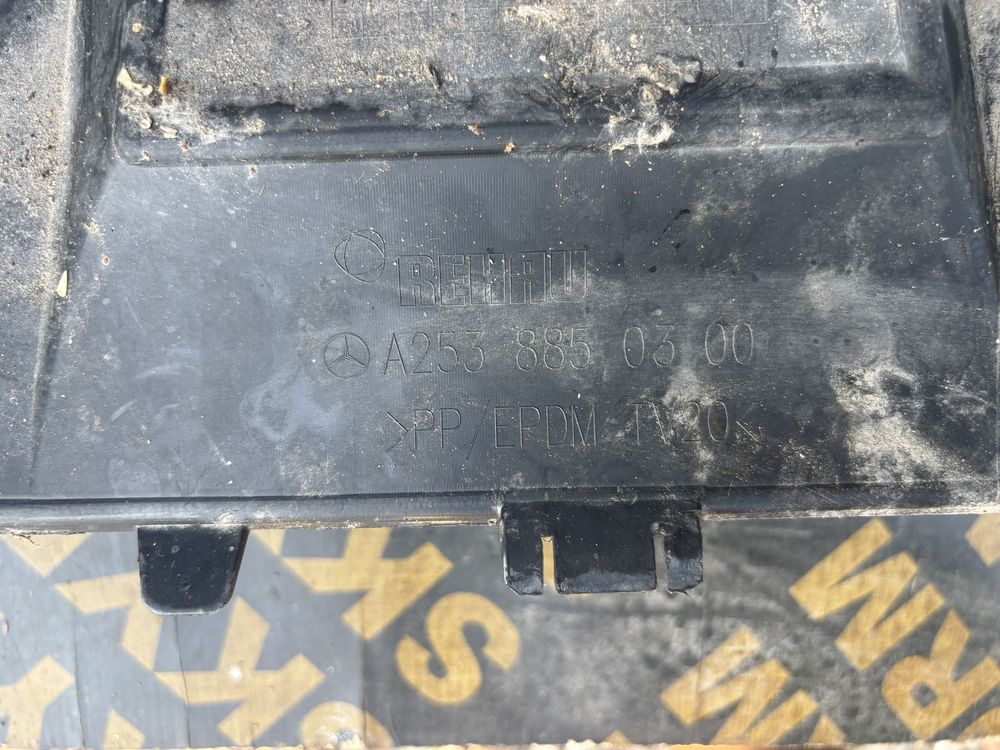 REHAU
A253 885 03 00
>PP/EPDM TV20<